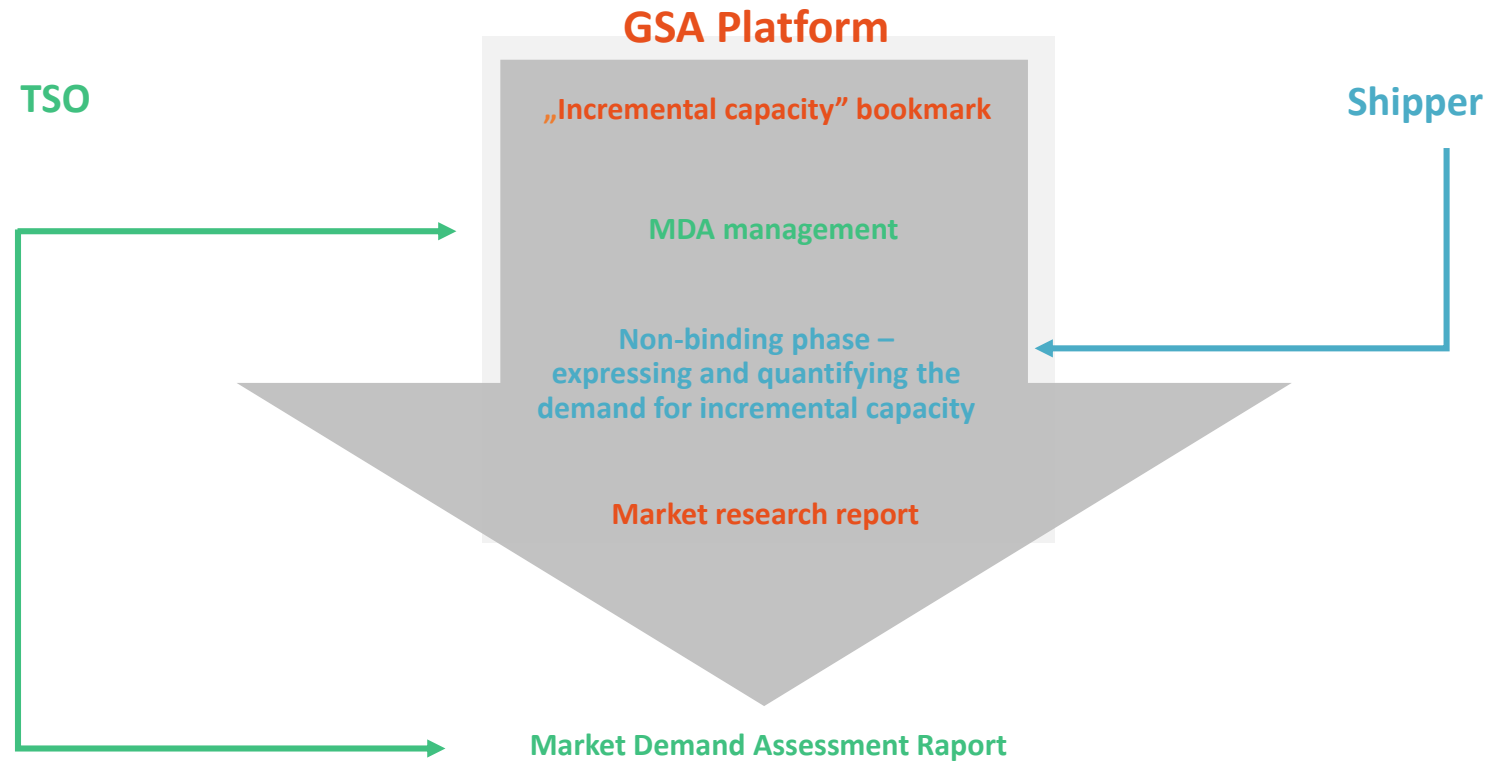 GSA Platform
TSO
„Incremental capacity” bookmark
Shipper
MDA management
Non-binding phase –
expressing and quantifying the
demand for incremental capacity
Market research report
Market Demand Assessment Raport